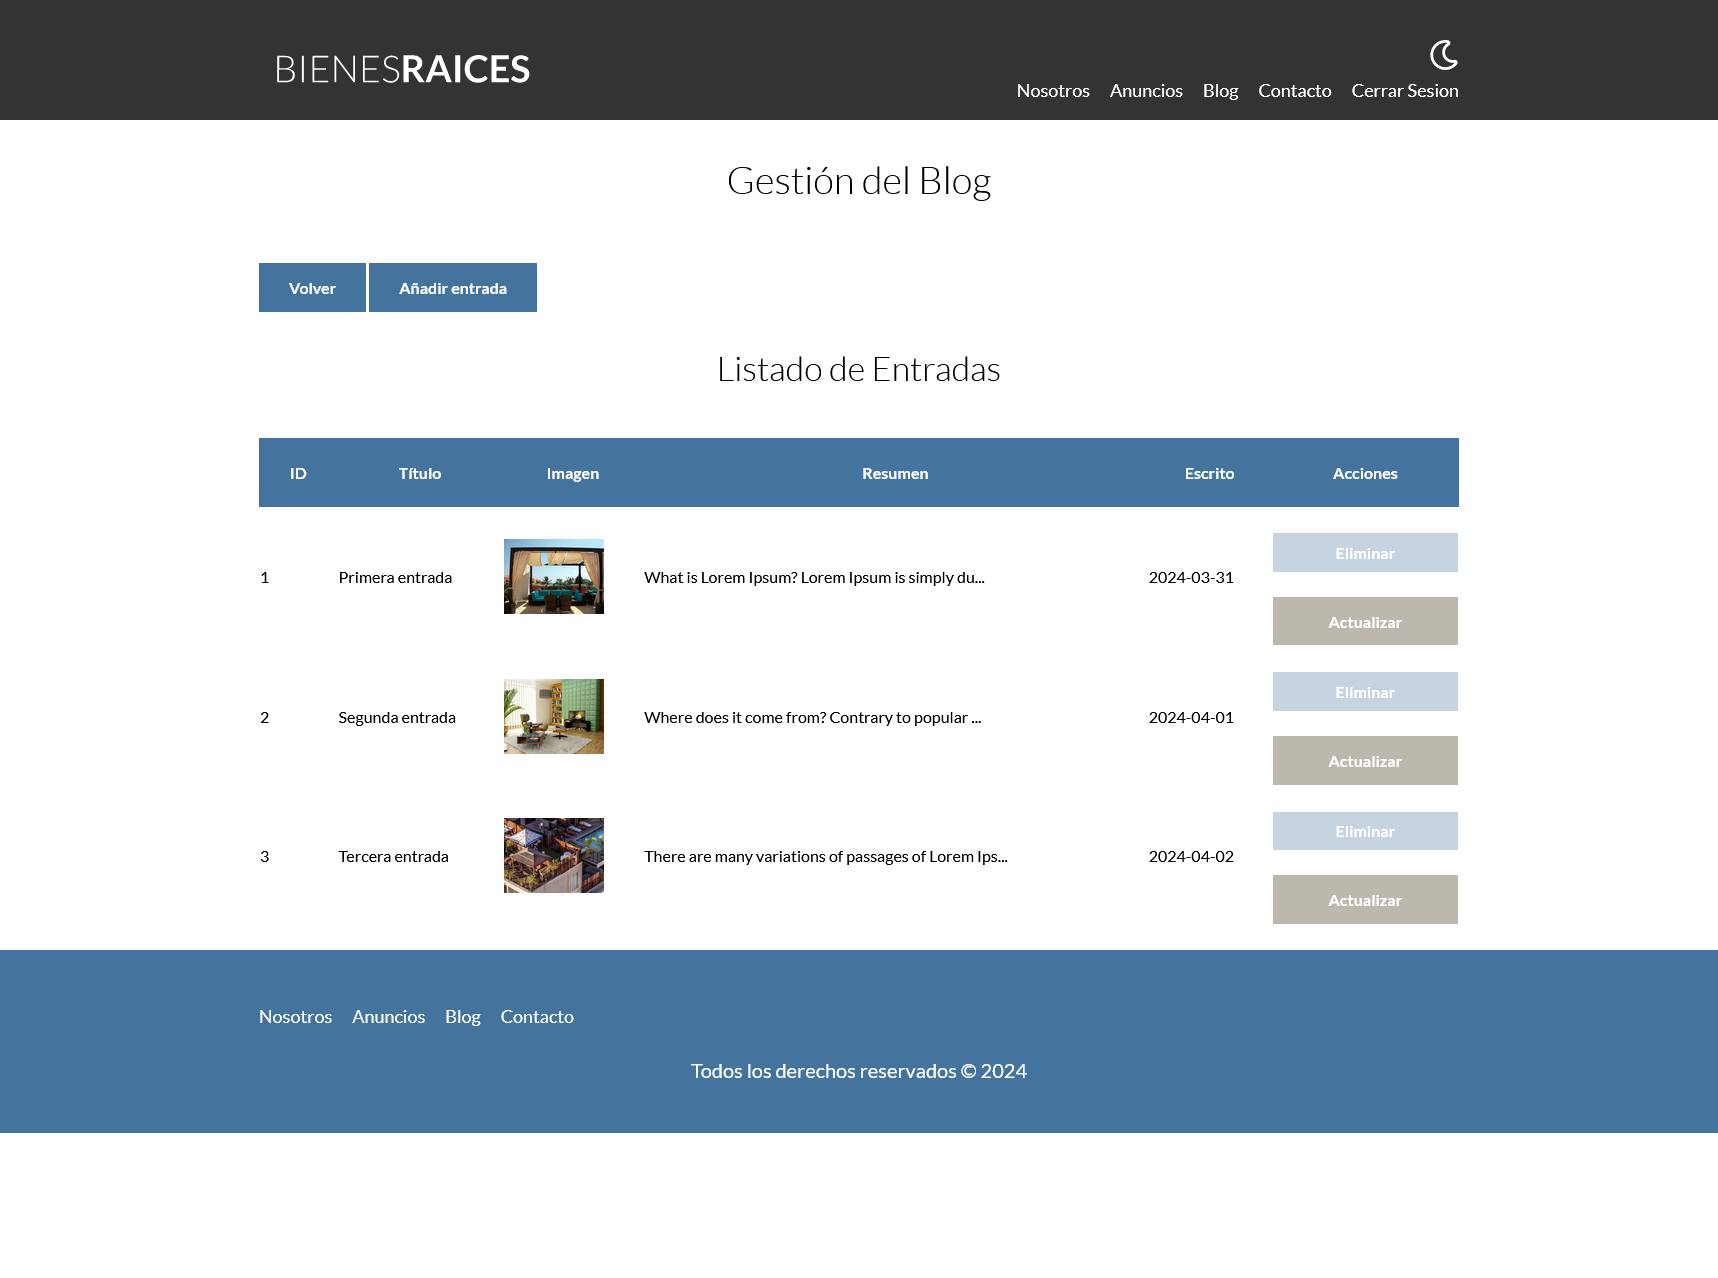 BIENESRAICES
Nosotros Anuncios Blog Contacto Cerrar Sesion
Gestión del Blog
Volver Añadir entrada
Listado de Entradas
ID Título Imagen Resumen Escrito Acciones
1 Primera entrada What is Lorem Ipsum? Lorem Ipsum is simply du... 2024-03-31 Eliminar
Actualizar
2 Segunda entrada Where does it come from? Contrary to popular ... 2024-04-01 Eliminar
Actualizar
3 Tercera entrada There are many variations of passages of Lorem Ips... 2024-04-02 Eliminar
Actualizar
Nosotros Anuncios Blog Contacto
Todos los derechos reservados © 2024